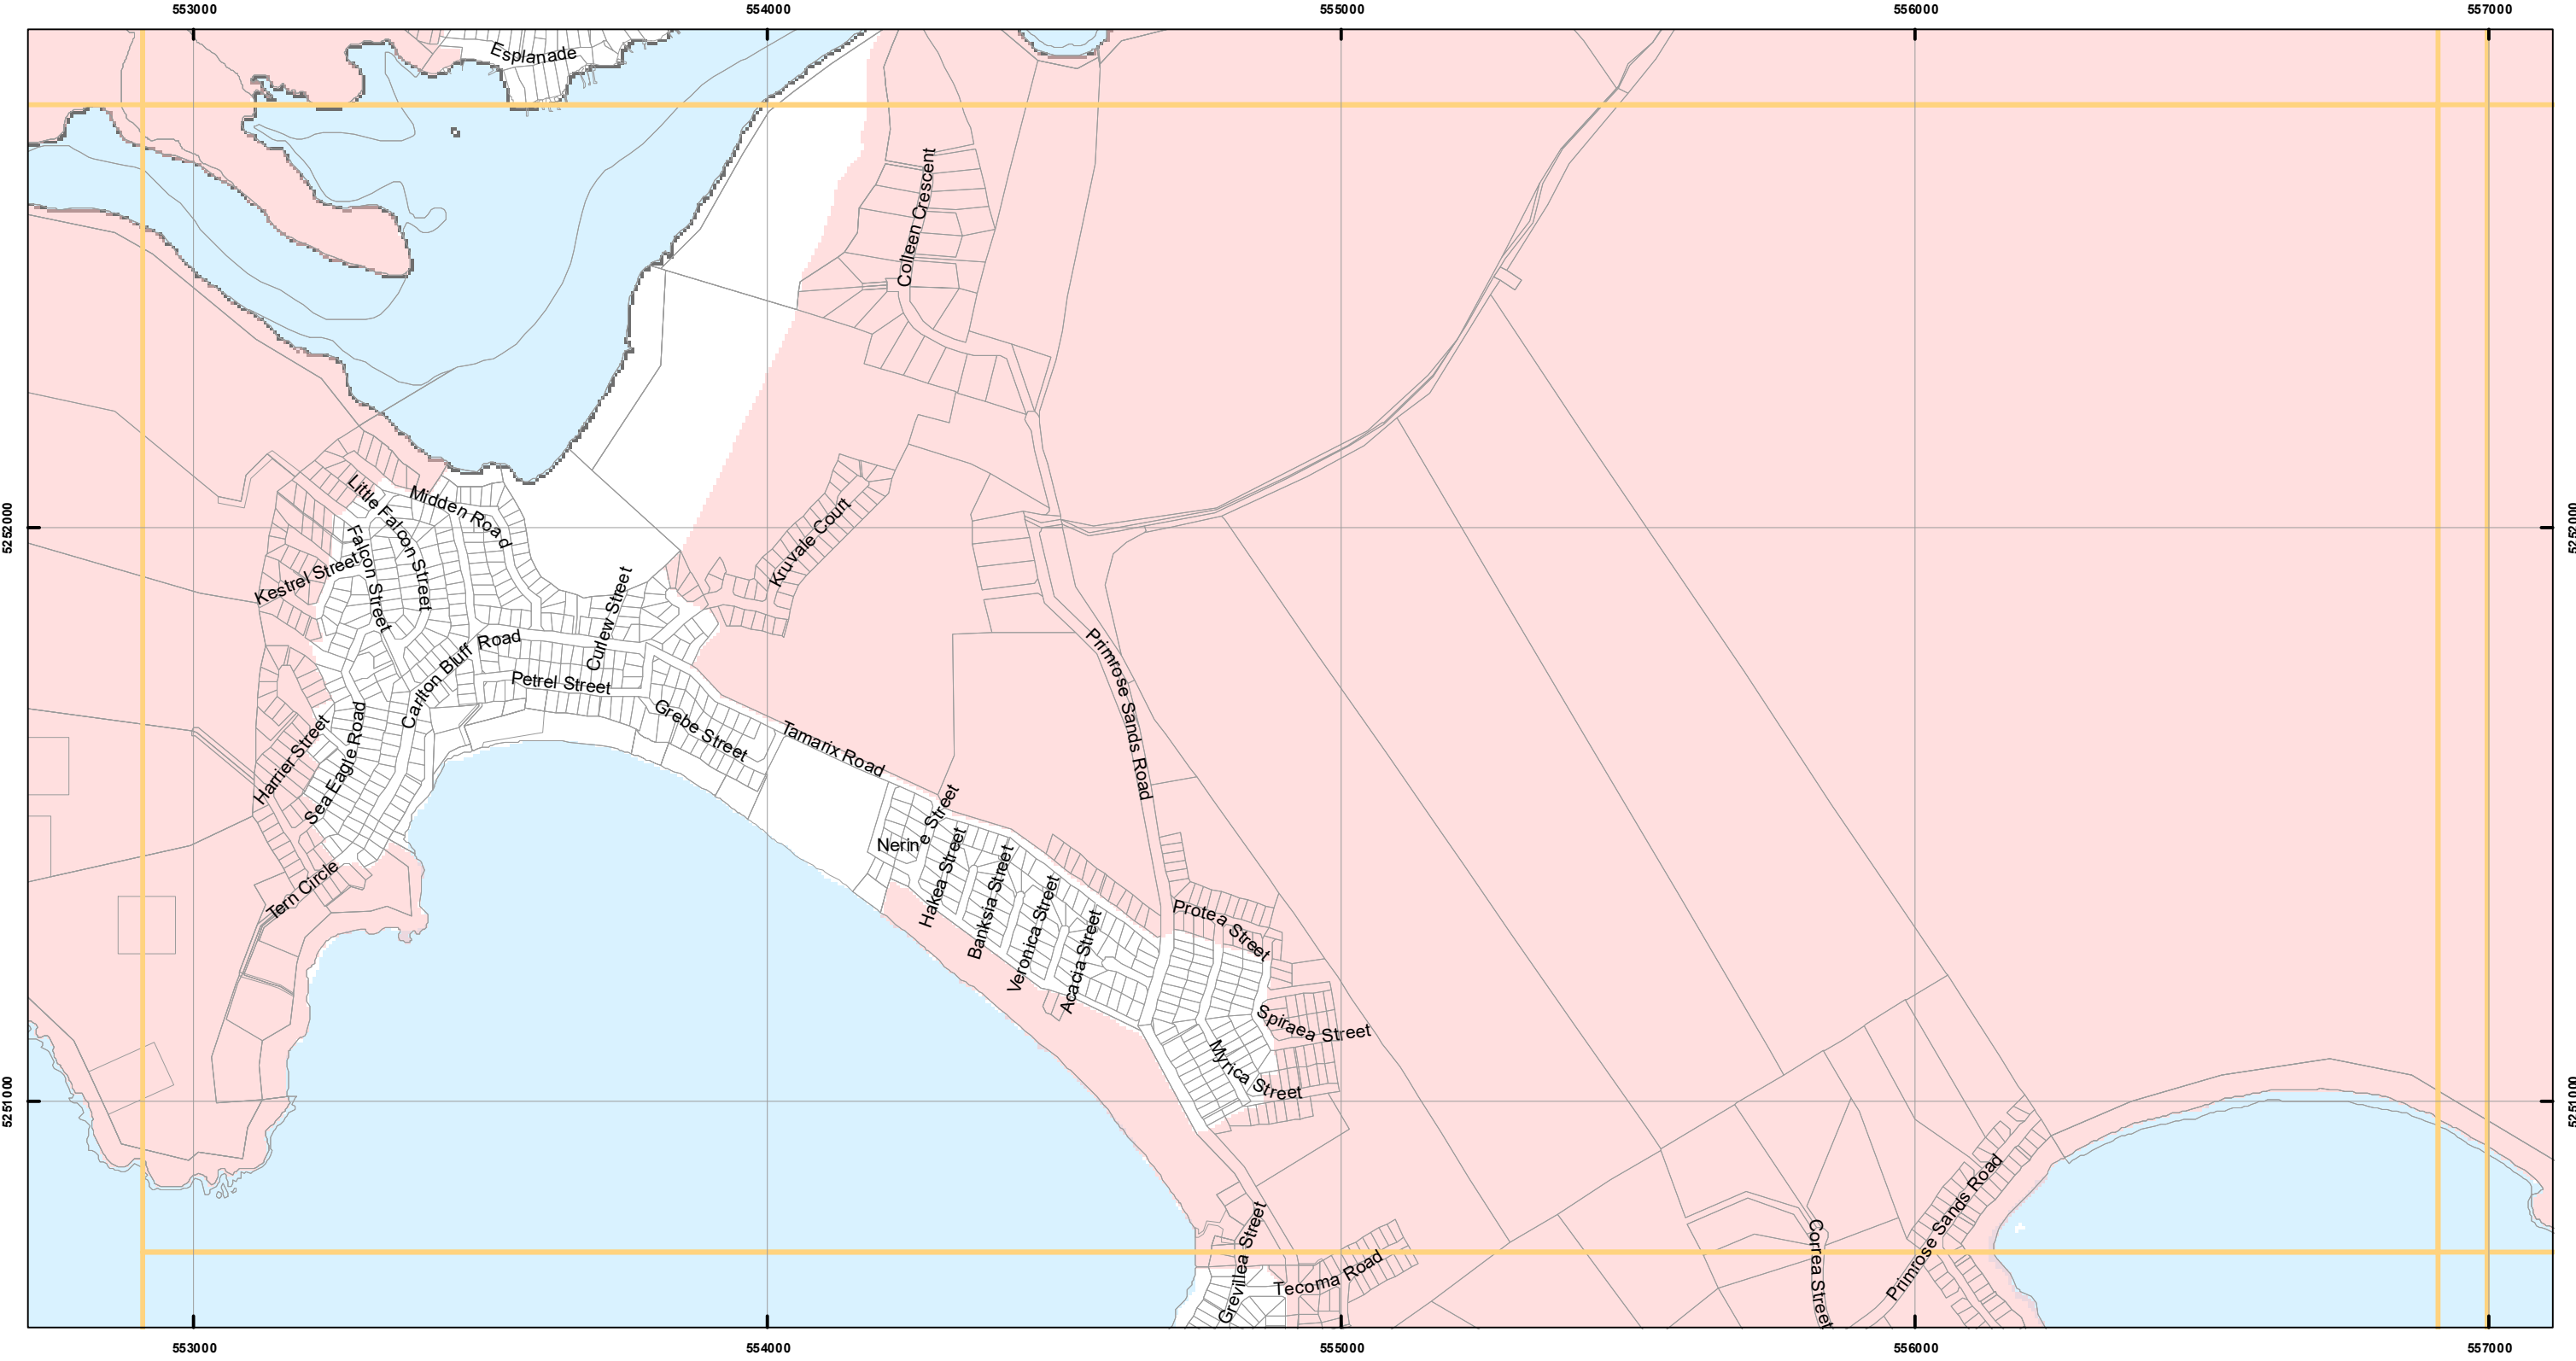 553000 554000 555000 556000 557000
Esplanade
Colleen Crescent
5252000
5252000
Little Falcon Street
Midden Road
Falcon Street
Kestrel Street
Kruvale Court
Curlew Street
Carlton Bluff Road
Petrel Street
Primrose Sands Road
Grebe Street
Tamarix Road
Harrier Street
Sea Eagle Road
Nerine Street
Hakea Street
Banksia Street
Veronica Street
Acacia Street
Tern Circle
Protea Street
Spiraea Street
Myrica Street
5251000
5251000
Primrose Sands Road
Grevillea Street
Tecoma Road
Correa Street
553000 554000 555000 556000 557000